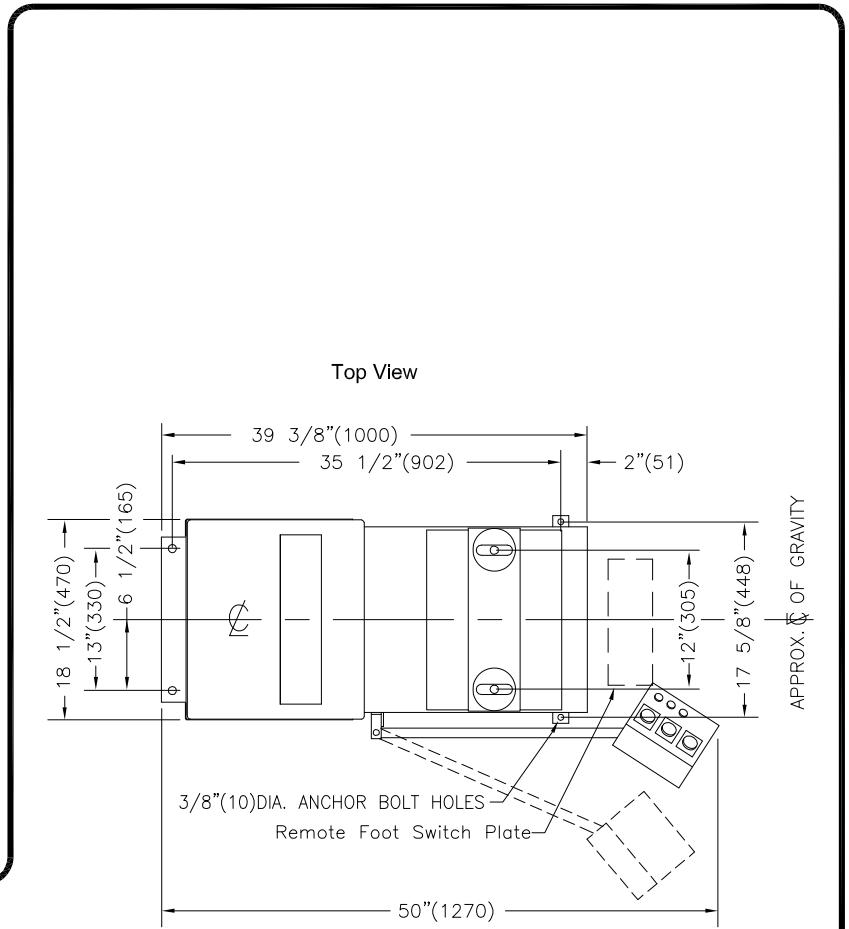 Top View
39 3/8"(1000)
35 1/2"(902)
2"(51)
18 1/2"(470)
13"(330)
6 1/2"(165)
℄
12"(305)
17 5/8"(448)
APPROX. ℄ OF GRAVITY
3/8"(10)DIA. ANCHOR BOLT HOLES
Remote Foot Switch Plate
50"(1270)